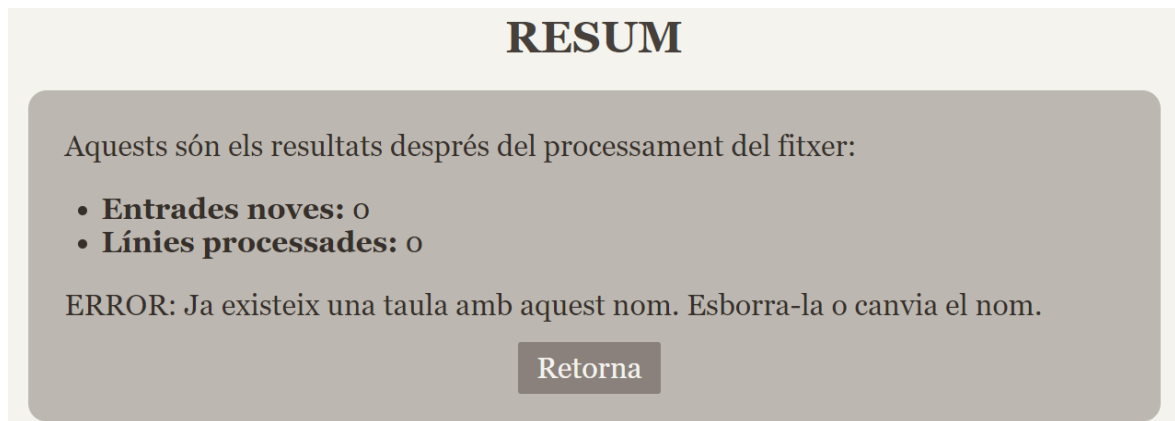 RESUM
Aquests són els resultats després del processament del fitxer:
• Entrades noves: 0
• Línies processades: 0
ERROR: Ja existeix una taula amb aquest nom. Esborra-la o canvia el nom.
Retorna